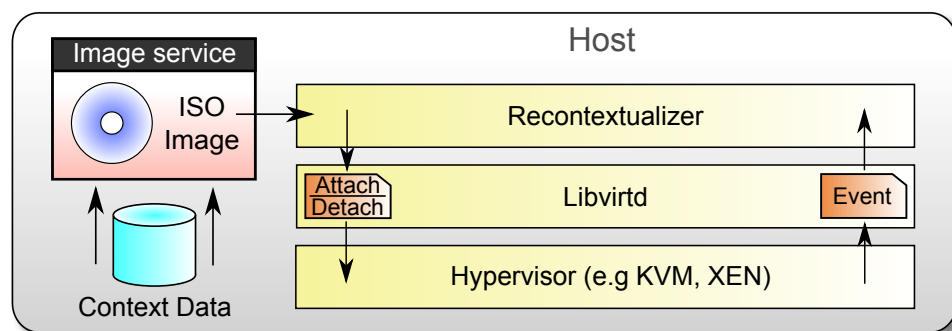 Host
Image service
ISO
Image
Recontextualizer
Attach
Detach
Libvirtd
Event
Hypervisor (e.g KVM, XEN)
Context Data